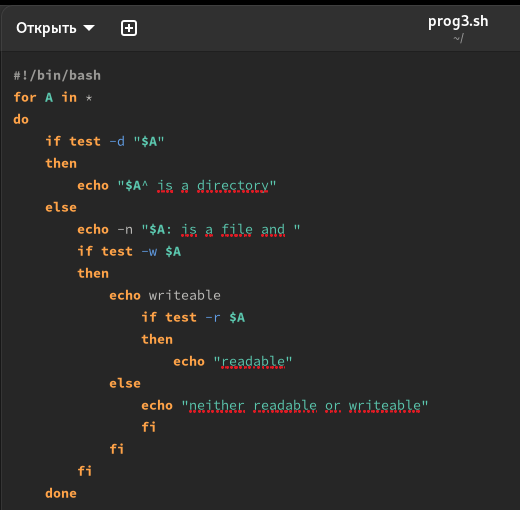 Открыть
prog3.sh
~/
#!/bin/bash
for A in *
do
    if test -d "$A"
    then
        echo "$A^ is a directory"
    else
        echo -n "$A: is a file and "
        if test -w $A
        then
            echo writeable
                if test -r $A
                then
                    echo "readable"
            else
                echo "neither readable or writeable"
                fi
            fi
        fi
    done